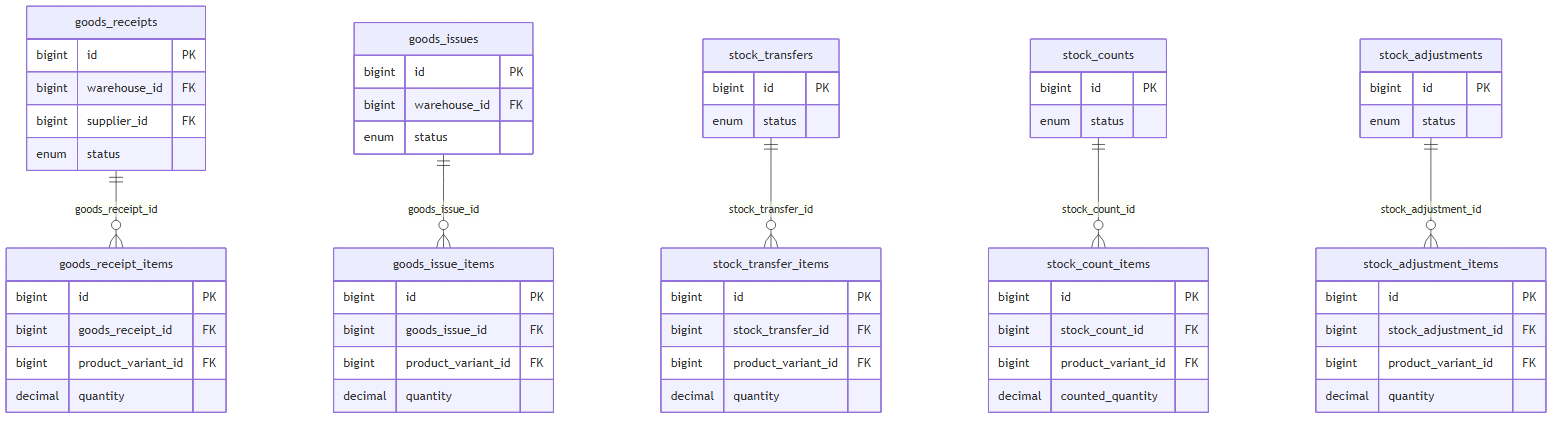 goods_receipts
bigint id PK
bigint warehouse_id FK
bigint supplier_id FK
enum status
goods_receipt_id
goods_receipt_items
bigint id PK
bigint goods_receipt_id FK
bigint product_variant_id FK
decimal quantity
goods_issues
bigint id PK
bigint warehouse_id FK
enum status
goods_issue_id
goods_issue_items
bigint id PK
bigint goods_issue_id FK
bigint product_variant_id FK
decimal quantity
stock_transfers
bigint id PK
enum status
stock_transfer_id
stock_transfer_items
bigint id PK
bigint stock_transfer_id FK
bigint product_variant_id FK
decimal quantity
stock_counts
bigint id PK
enum status
stock_count_id
stock_count_items
bigint id PK
bigint stock_count_id FK
bigint product_variant_id FK
decimal counted_quantity
stock_adjustments
bigint id PK
enum status
stock_adjustment_id
stock_adjustment_items
bigint id PK
bigint stock_adjustment_id FK
bigint product_variant_id FK
decimal quantity